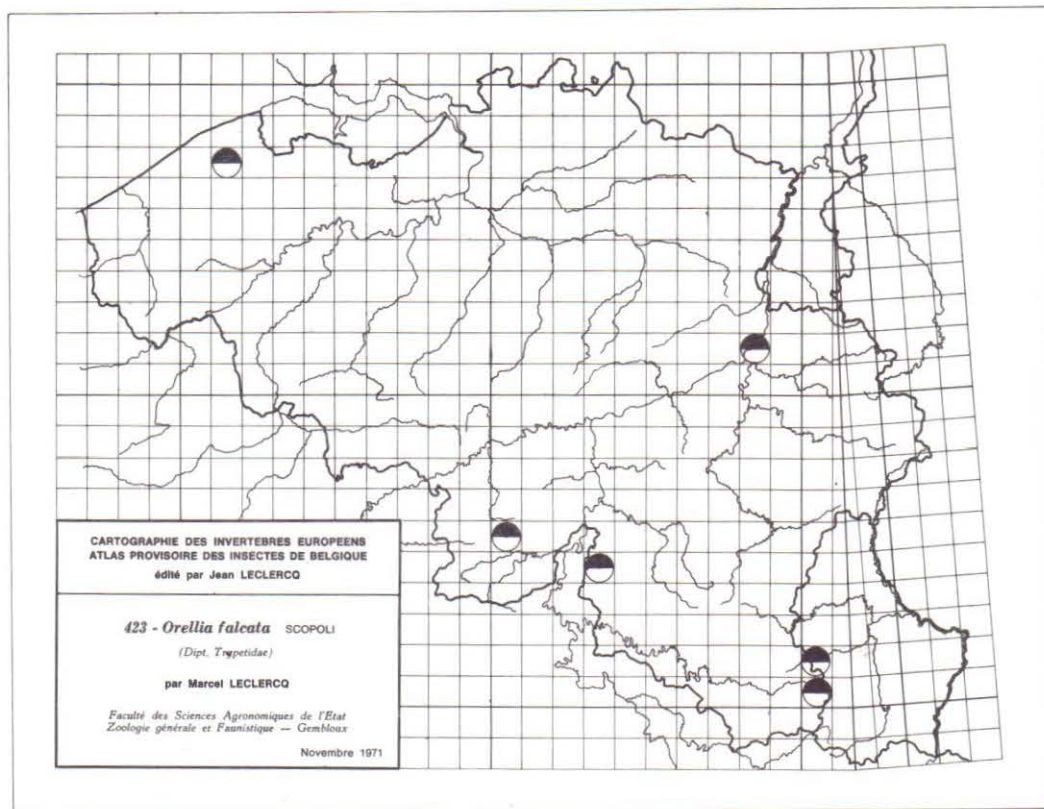 CARTOGRAPHIE DES INVERTEBRES EUROPEENS
ATLAS PROVISOIRE DES INSECTES DE BELGIQUE
édité par Jean LECLERCQ
423 - Orellia falcata SCOPOLI
(Dipt. Trypetidae)
par Marcel LECLERCQ
Faculté des Sciences Agronomiques de l'Etat
Zoologie générale et Faunistique — Gembloux
Novembre 1971